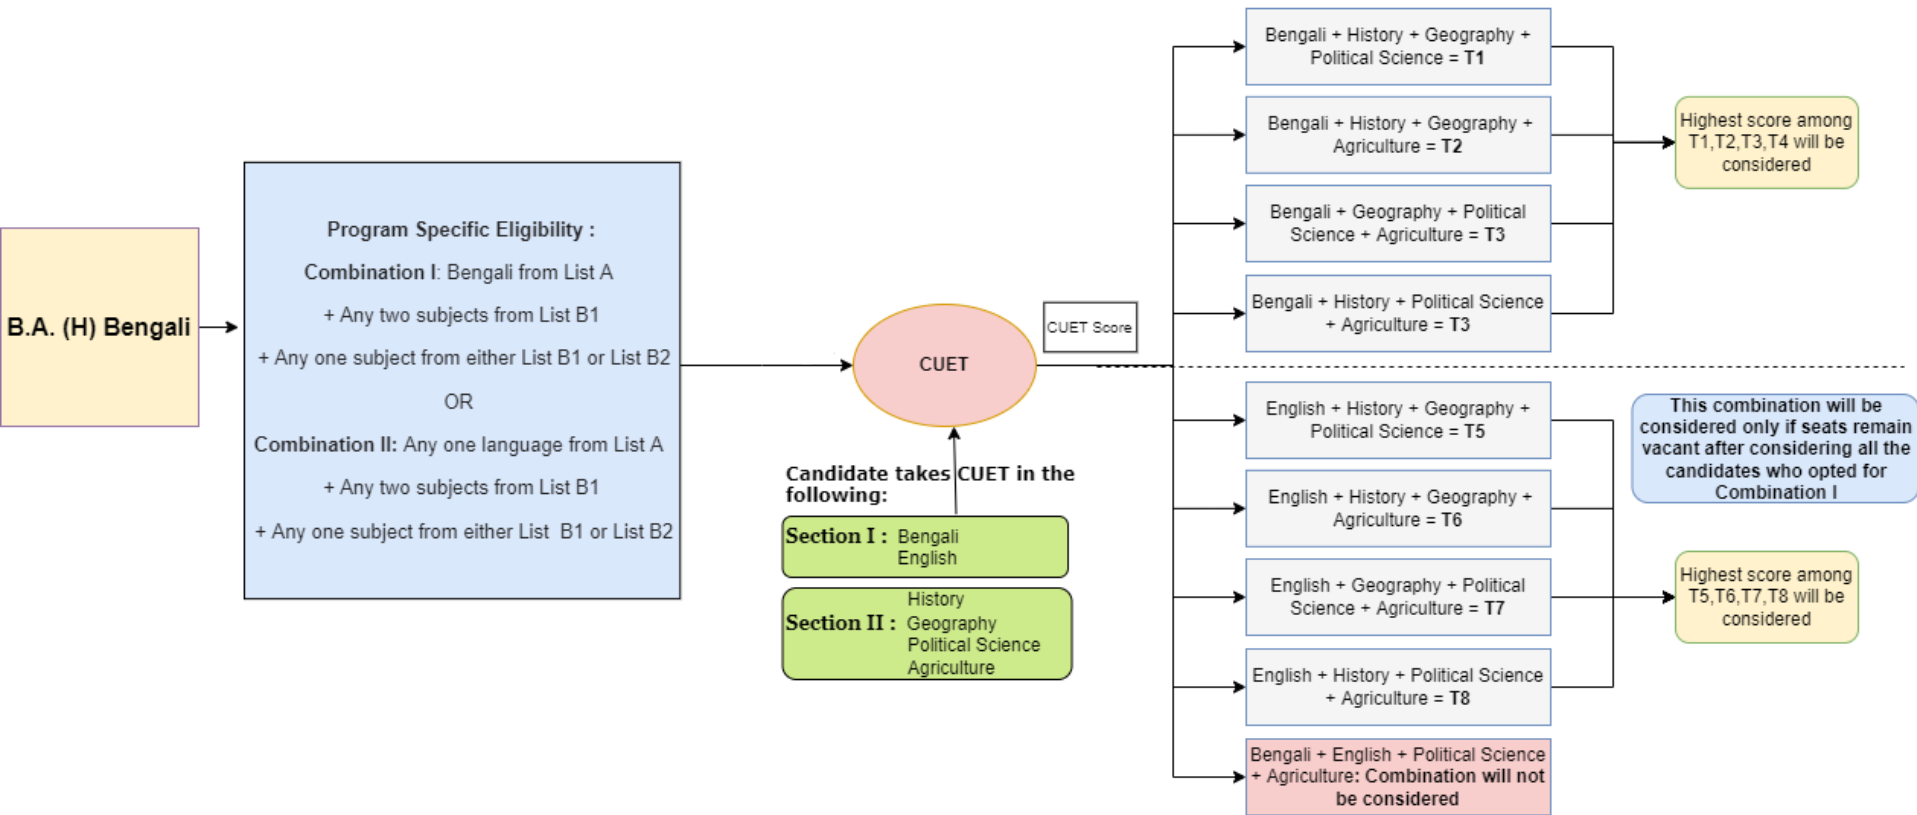 B.A. (H) Bengali
Program Specific Eligibility :
Combination I: Bengali from List A
+ Any two subjects from List B1
+ Any one subject from either List B1 or List B2
OR
Combination II: Any one language from List A
+ Any two subjects from List B1
+ Any one subject from either List B1 or List B2
CUET
CUET Score
Candidate takes CUET in the
following:
Section I : Bengali
English
History
Section II : Geography
Political Science
Agriculture
Bengali + History + Geography +
Political Science = T1
Bengali + History + Geography +
Agriculture = T2
Bengali + Geography + Political
Science + Agriculture = T3
Bengali + History + Political Science
+ Agriculture = T3
Highest score among
T1,T2,T3,T4 will be
considered
English + History + Geography +
Political Science = T5
English + History + Geography +
Agriculture = T6
English + Geography + Political
Science + Agriculture = T7
English + History + Political Science
+ Agriculture = T8
Bengali + English + Political Science
+ Agriculture: Combination will not
be considered
This combination will be
considered only if seats remain
vacant after considering all the
candidates who opted for
Combination I
Highest score among
T5,T6,T7,T8 will be
considered